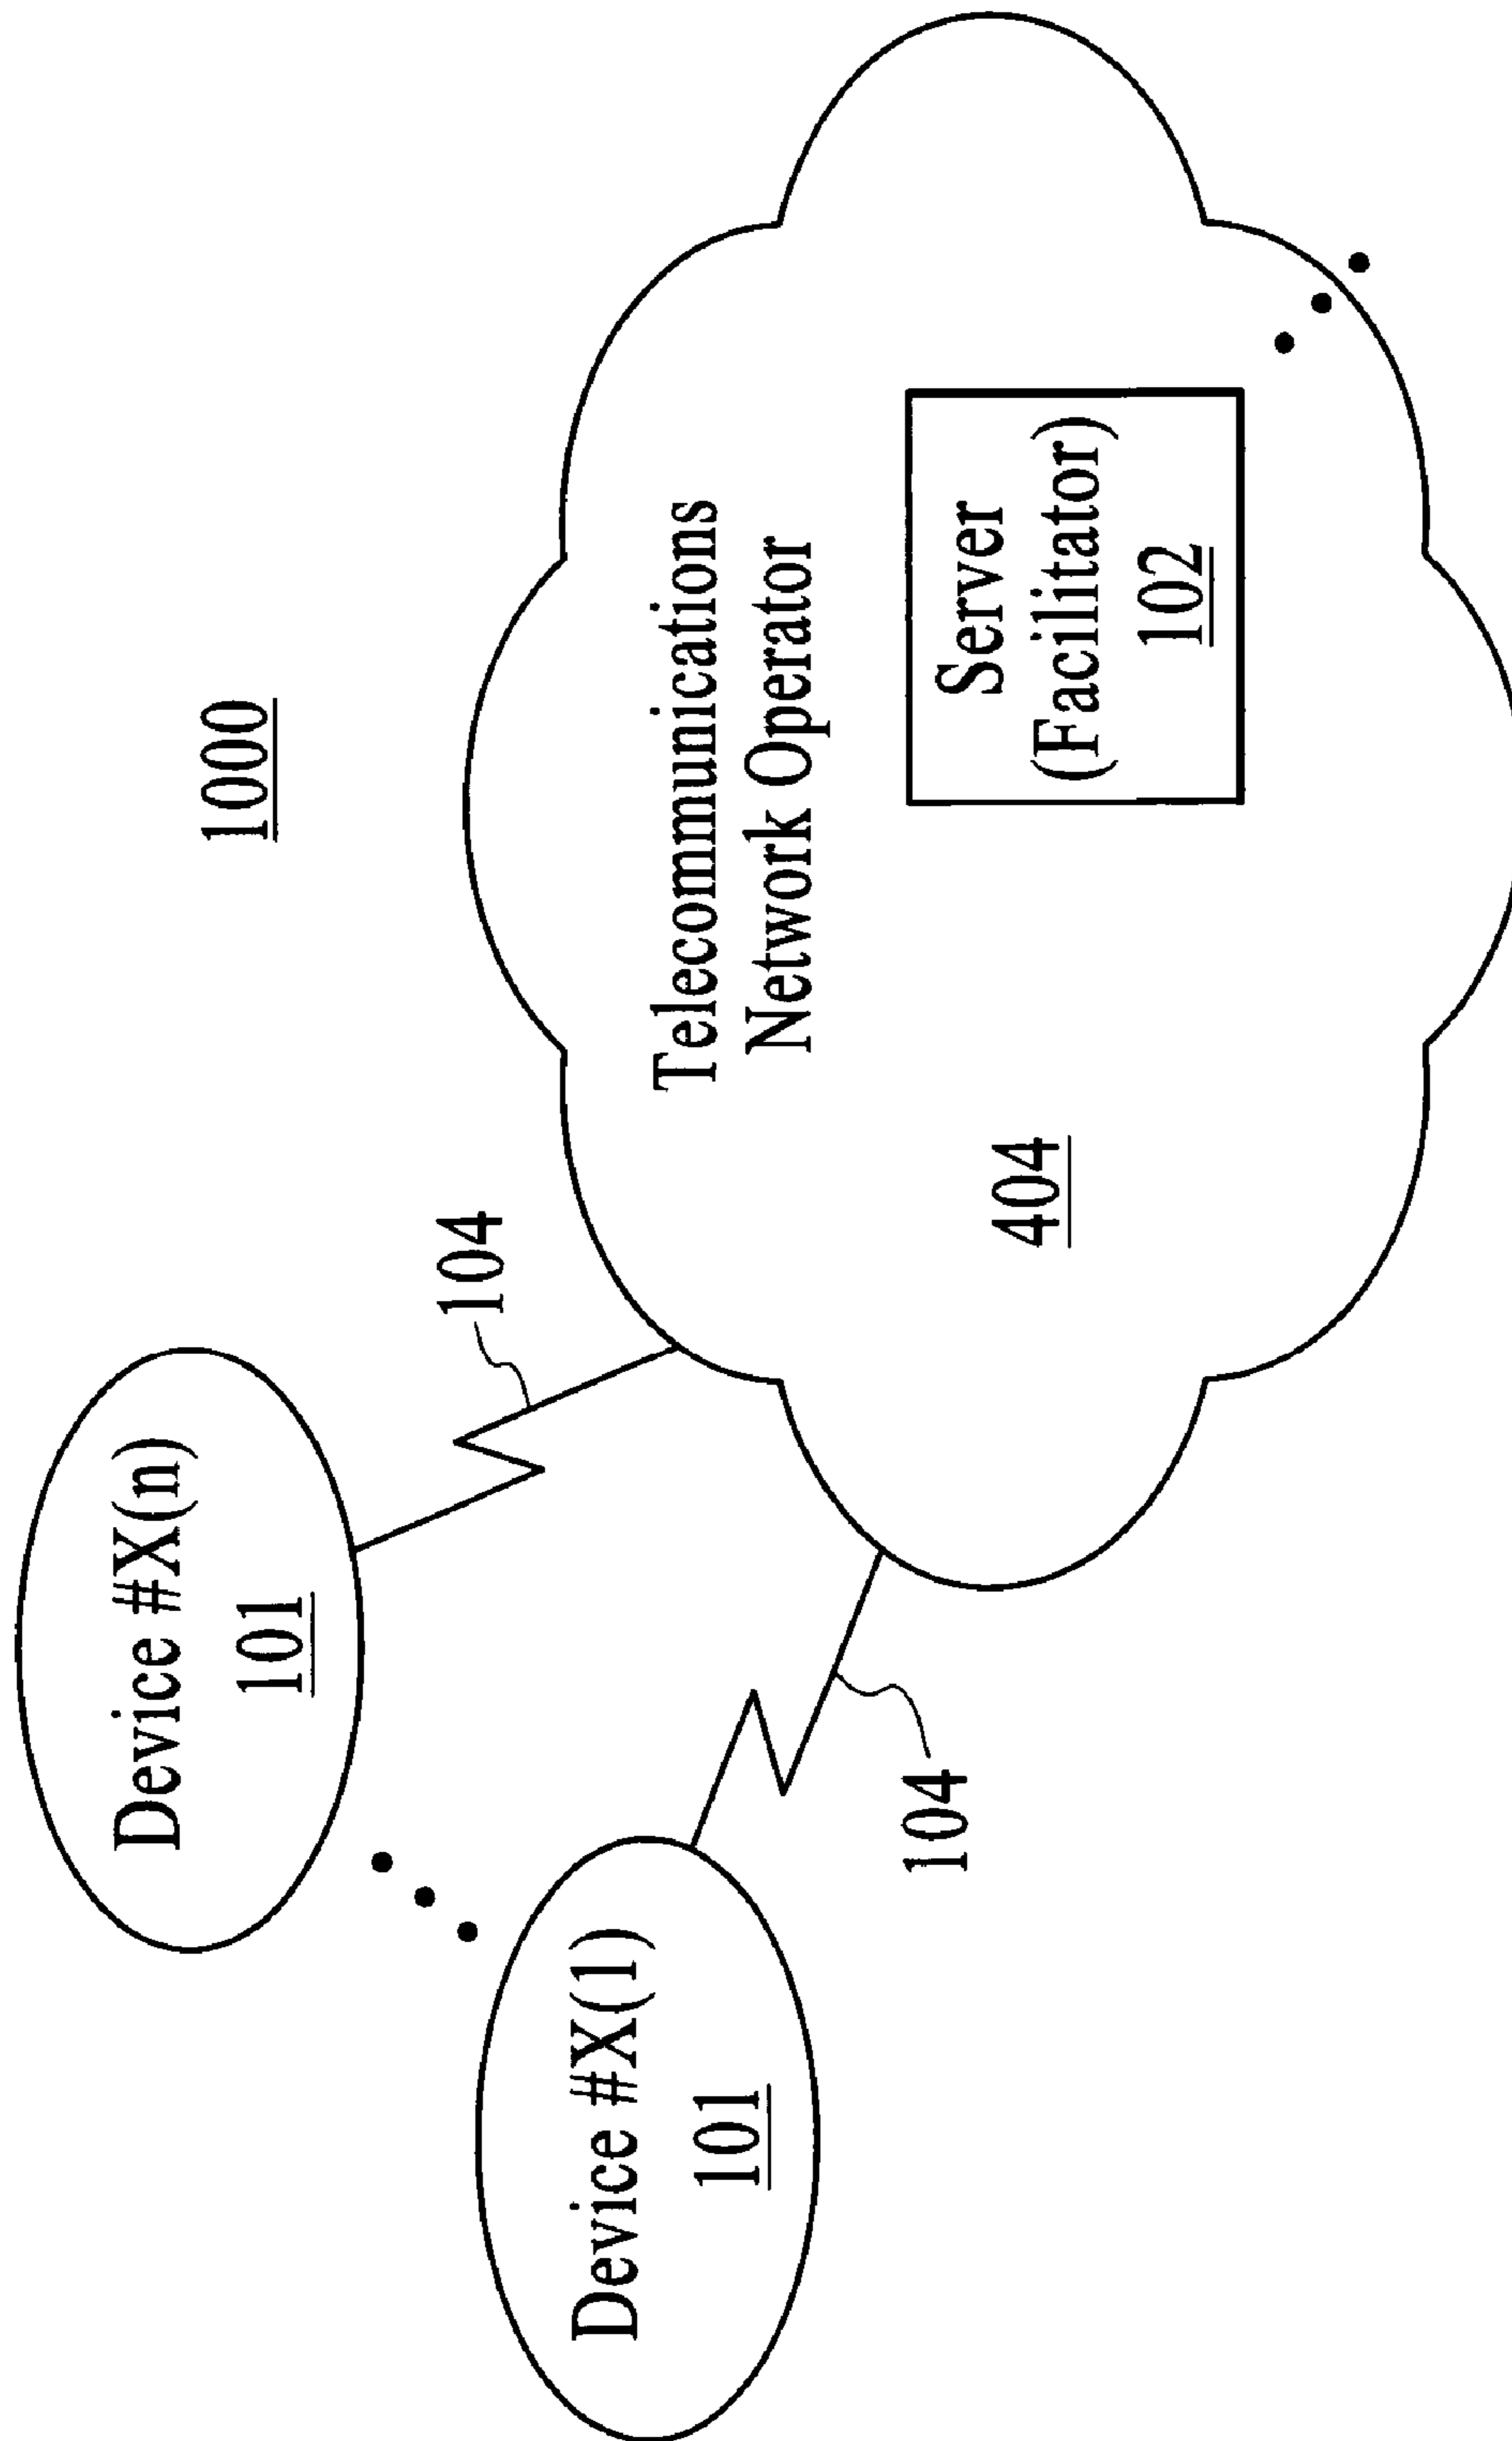 1000
Device #X(n)
101
104
Telecommunications
Network Operator
Device #X(1)
101
104
404
Server
(Facilitator)
102